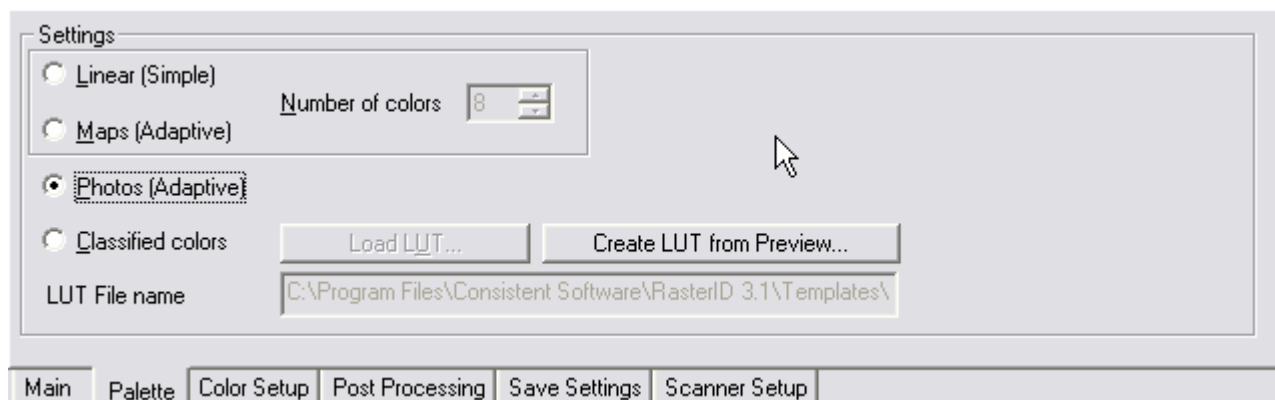 Settings
Linear (Simple)
Number of colors 8
Maps (Adaptive)
Photos (Adaptive)
Classified colors Load LUT... Create LUT from Preview...
LUT File name C:\Program Files\Consistent Software\RasterID 3.1\Templates\
Main Palette Color Setup Post Processing Save Settings Scanner Setup